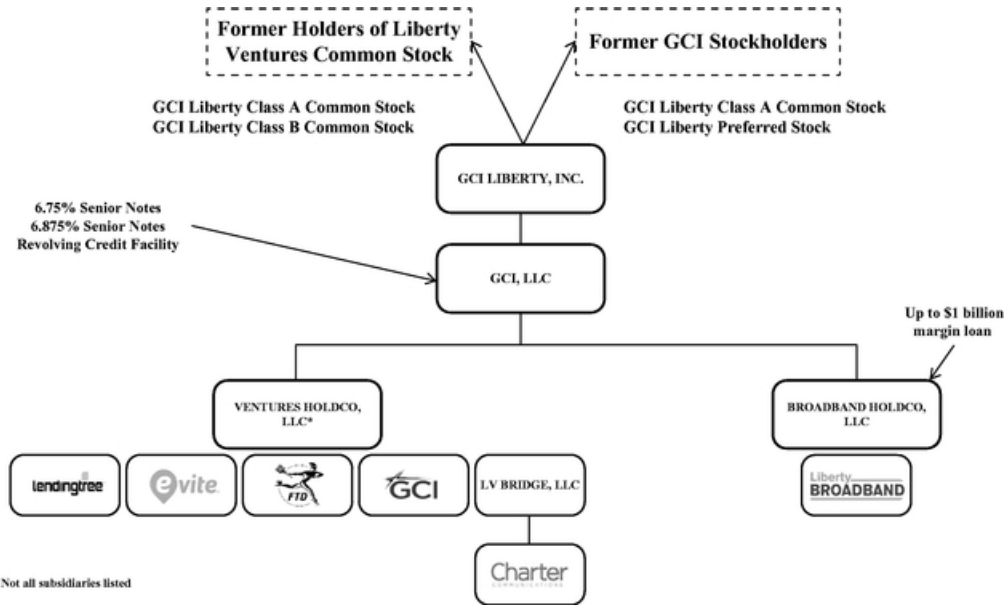 Former Holders of Liberty
Ventures Common Stock
Former GCI Stockholders
GCI Liberty Class A Common Stock
GCI Liberty Class B Common Stock
GCI Liberty Class A Common Stock
GCI Liberty Preferred Stock
GCI LIBERTY, INC.
6.75% Senior Notes
6.875% Senior Notes
Revolving Credit Facility
GCI, LLC
Up to $1 billion
margin loan
VENTURES HOLDCO,
LLC*
BROADBAND HOLDCO,
LLC
lendingtree
evite
FTD
GCI
LV BRIDGE, LLC
Liberty
BROADBAND
Charter
COMMUNICATIONS
Not all subsidiaries listed